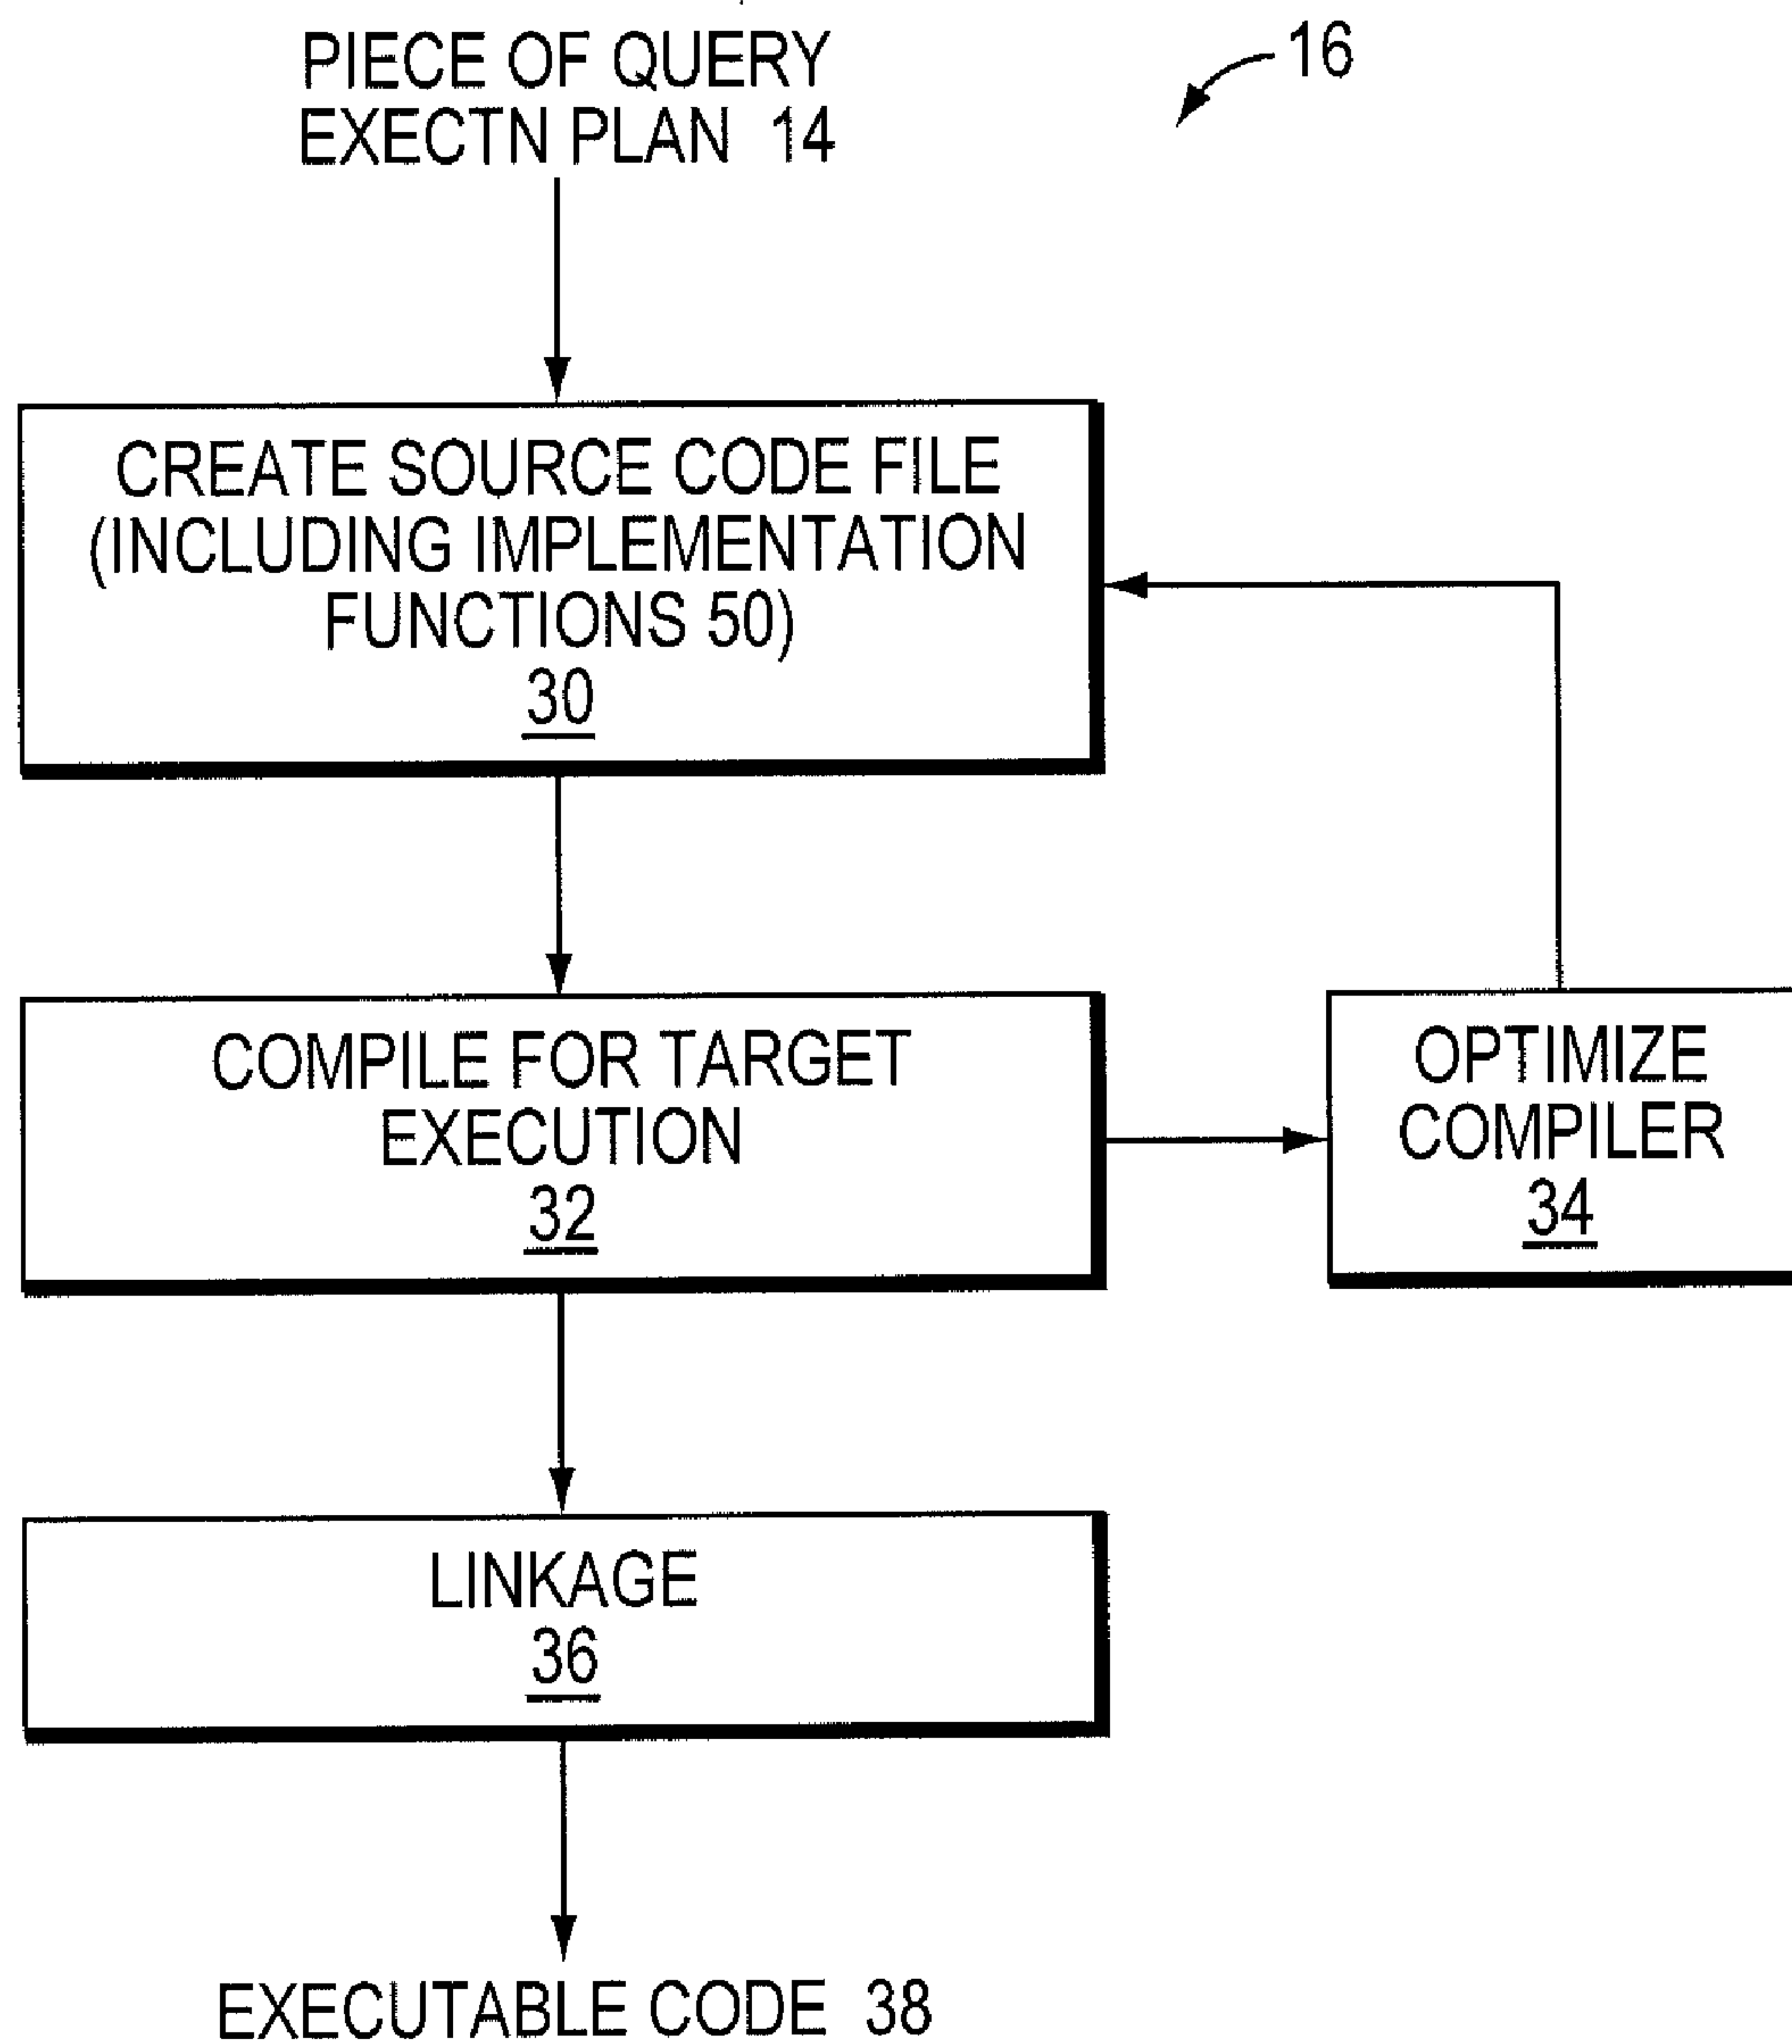 PIECE OF QUERY
EXECTN PLAN 14
16
CREATE SOURCE CODE FILE
(INCLUDING IMPLEMENTATION
FUNCTIONS 50)
30
COMPILE FOR TARGET
EXECUTION
32
OPTIMIZE
COMPILER
34
LINKAGE
36
EXECUTABLE CODE 38